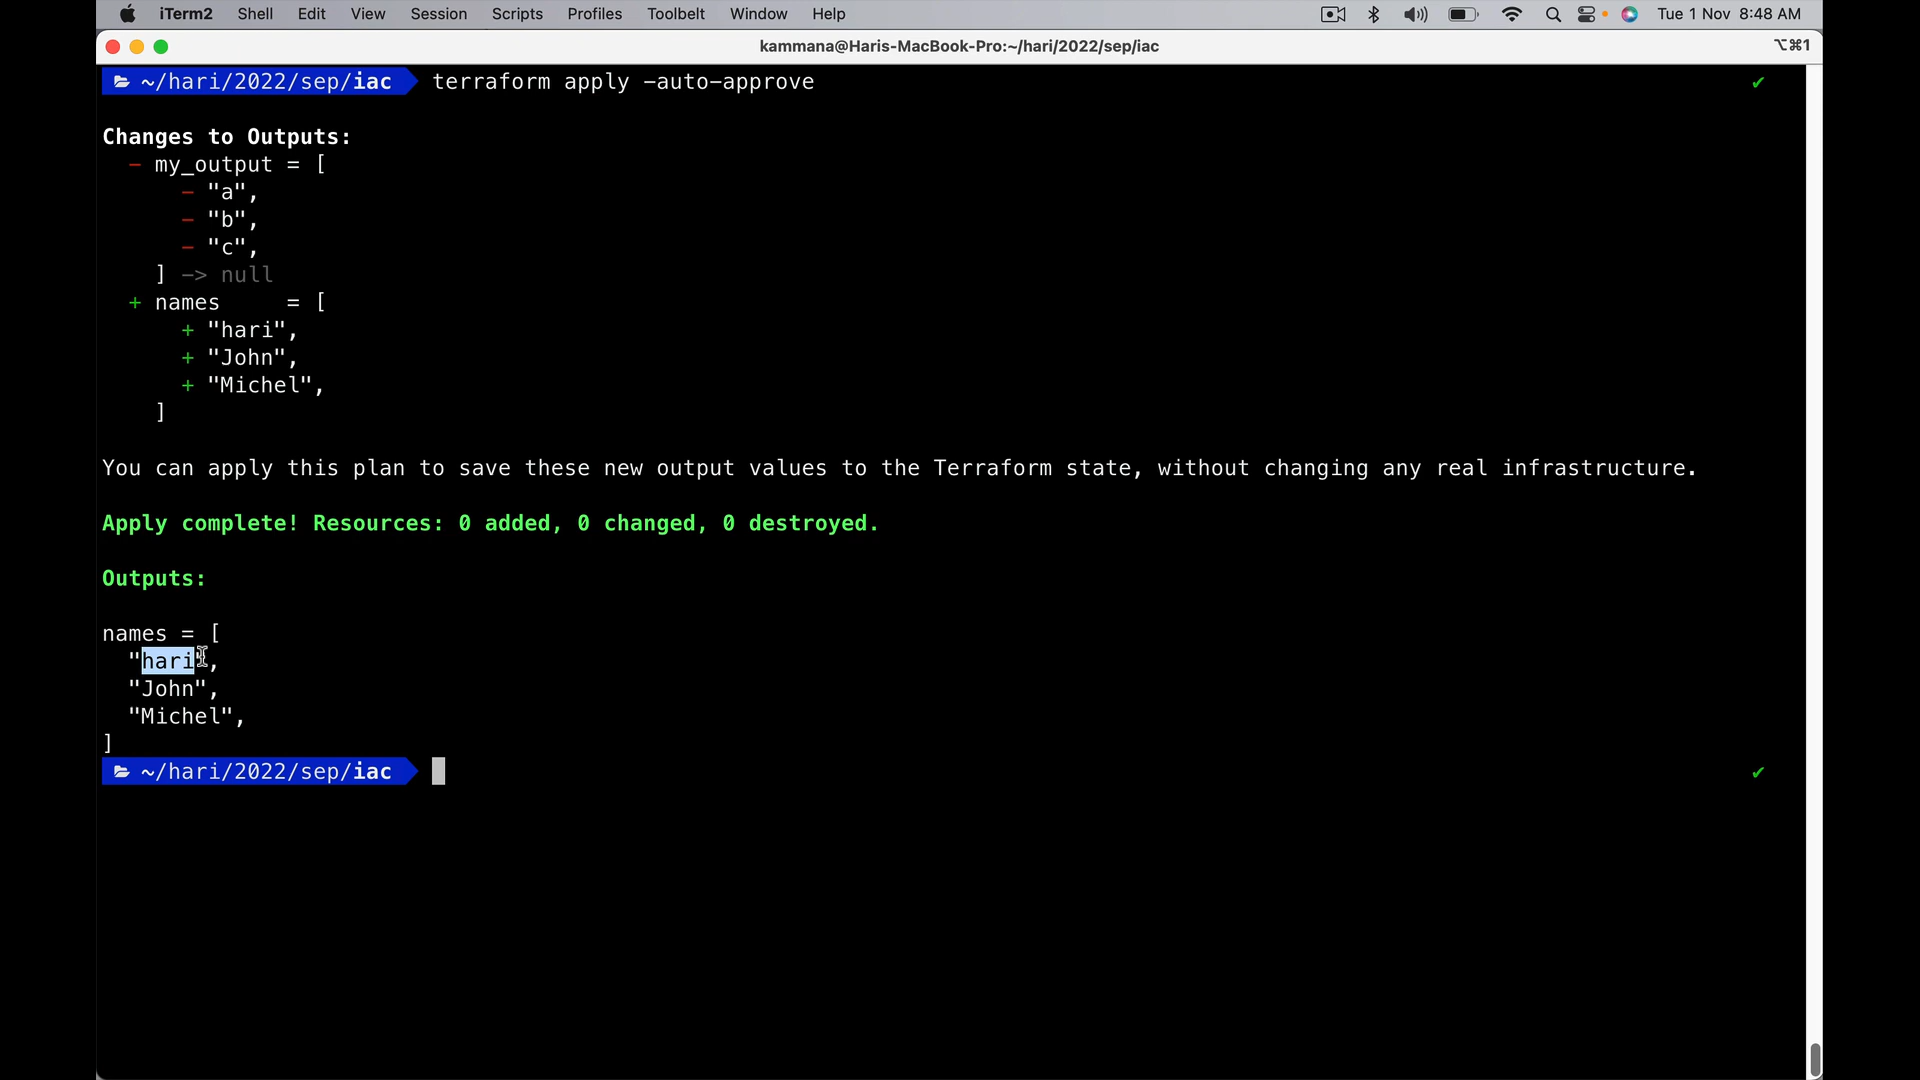 iTerm2 Shell Edit View Session Scripts Profiles Toolbelt Window Help Tue 1 Nov 8:48 AM
kammana@Haris-MacBook-Pro:~/hari/2022/sep/iac ⌥⌘1
~/hari/2022/sep/iac terraform apply -auto-approve ✔
Changes to Outputs:
- my_output = [
- "a",
- "b",
- "c",
] -> null
+ names = [
+ "hari",
+ "John",
+ "Michel",
]
You can apply this plan to save these new output values to the Terraform state, without changing any real infrastructure.
Apply complete! Resources: 0 added, 0 changed, 0 destroyed.
Outputs:
names = [
"hari",
"John",
"Michel",
]
~/hari/2022/sep/iac ✔